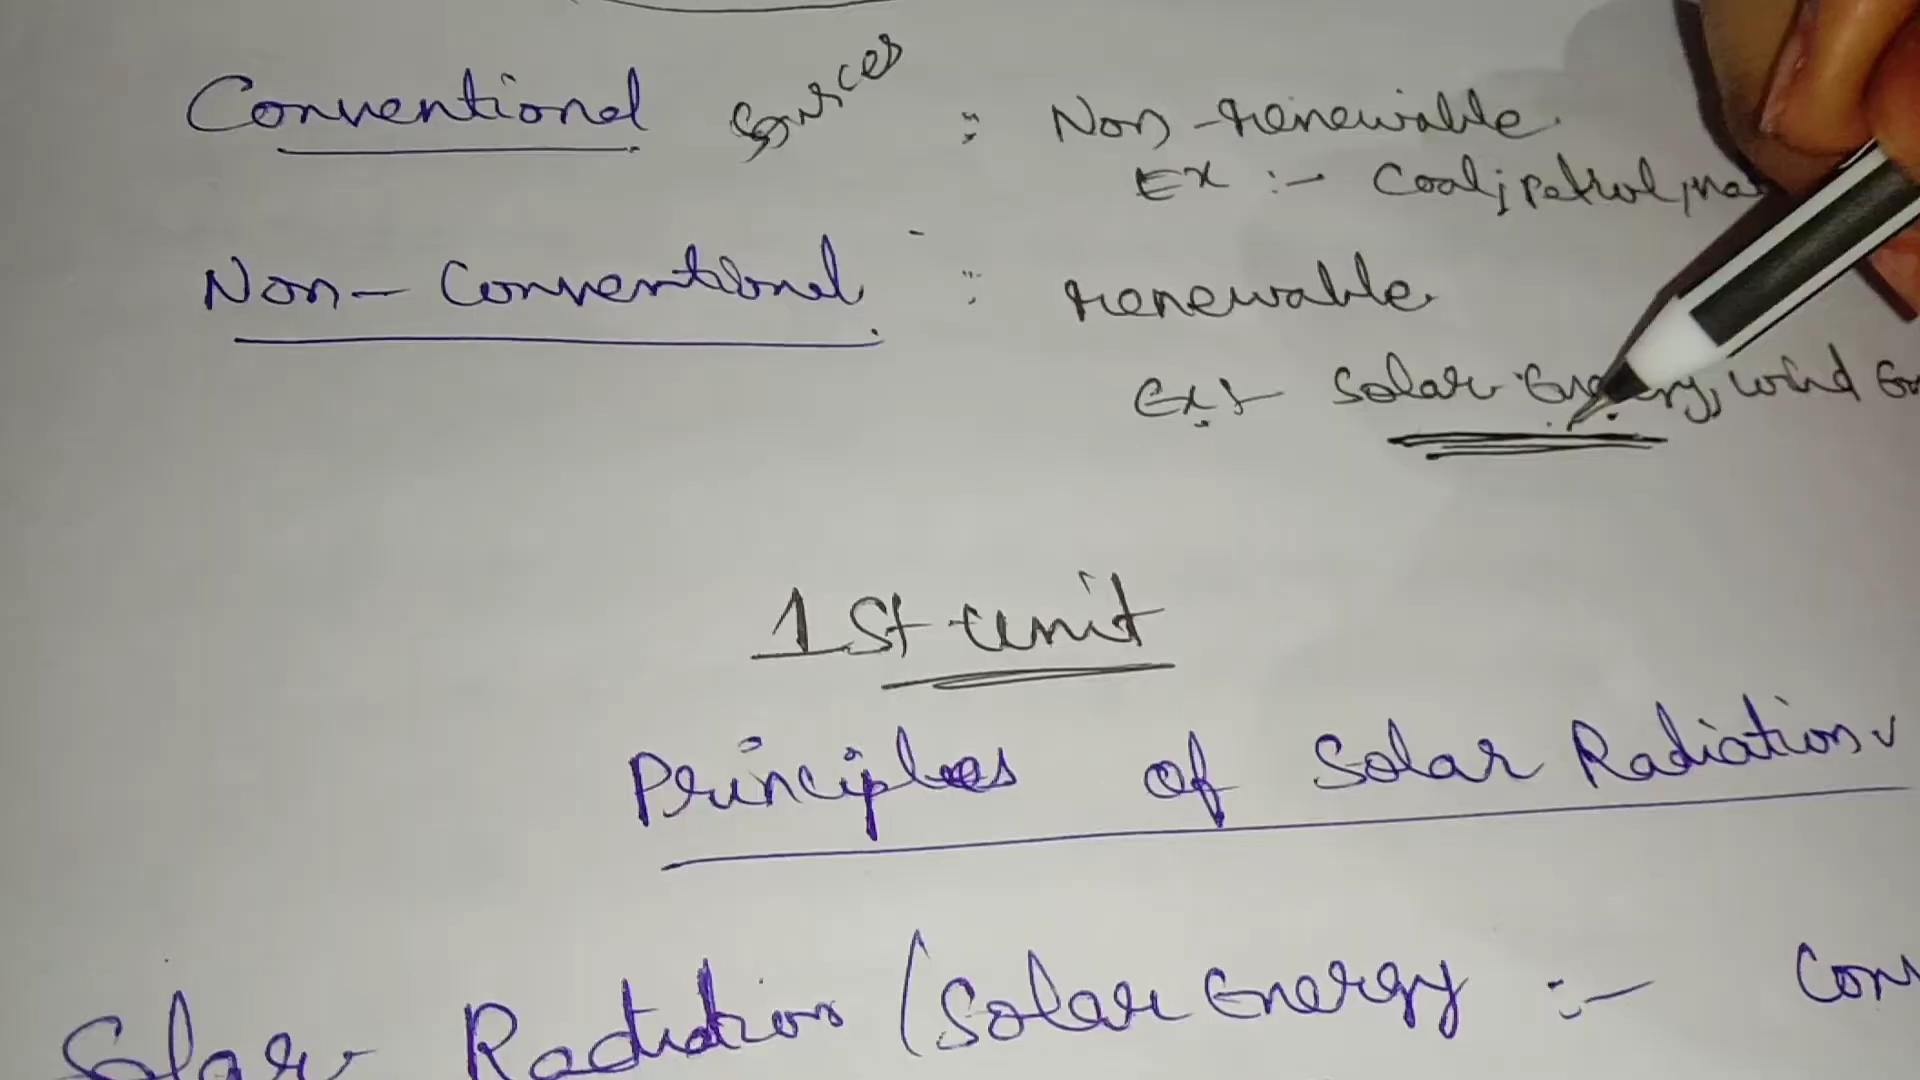 Conventional Sources : Non-renewable
Ex :- Coal, petrol,
Non-Conventional : renewable
Ex :- Solar Energy, Wind
1st unit
Principles of Solar Radiation
Solar Radiation (Solar Energy :-